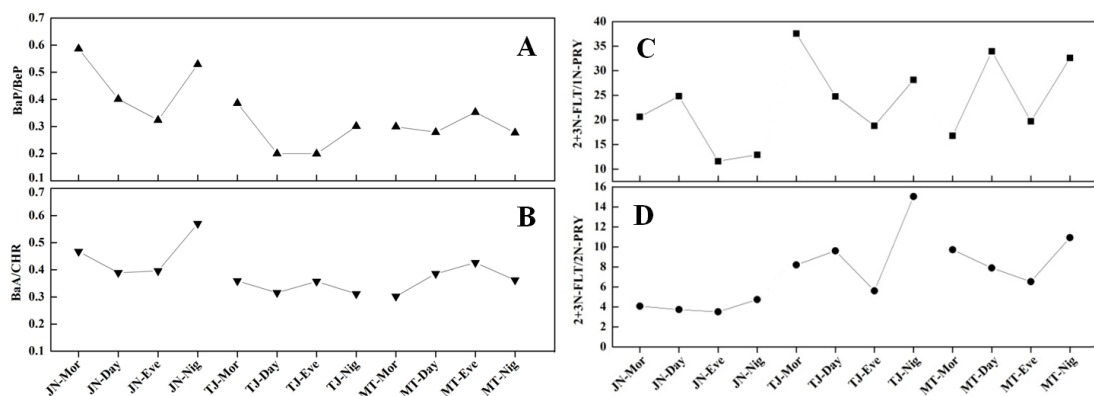 A
BaP/BeP
0.7
0.6
0.5
0.4
0.3
0.2
0.1
B
BaA/CHR
0.7
0.6
0.5
0.4
0.3
0.2
0.1
JN-Mor
JN-Day
JN-Eve
JN-Nig
TJ-Mor
TJ-Day
TJ-Eve
TJ-Nig
MT-Mor
MT-Day
MT-Eve
MT-Nig
C
2+3N-FLT/1N-PRY
40
35
30
25
20
15
10
D
2+3N-FLT/2N-PRY
16
14
12
10
8
6
4
2
0
JN-Mor
JN-Day
JN-Eve
JN-Nig
TJ-Mor
TJ-Day
TJ-Eve
TJ-Nig
MT-Mor
MT-Day
MT-Eve
MT-Nig